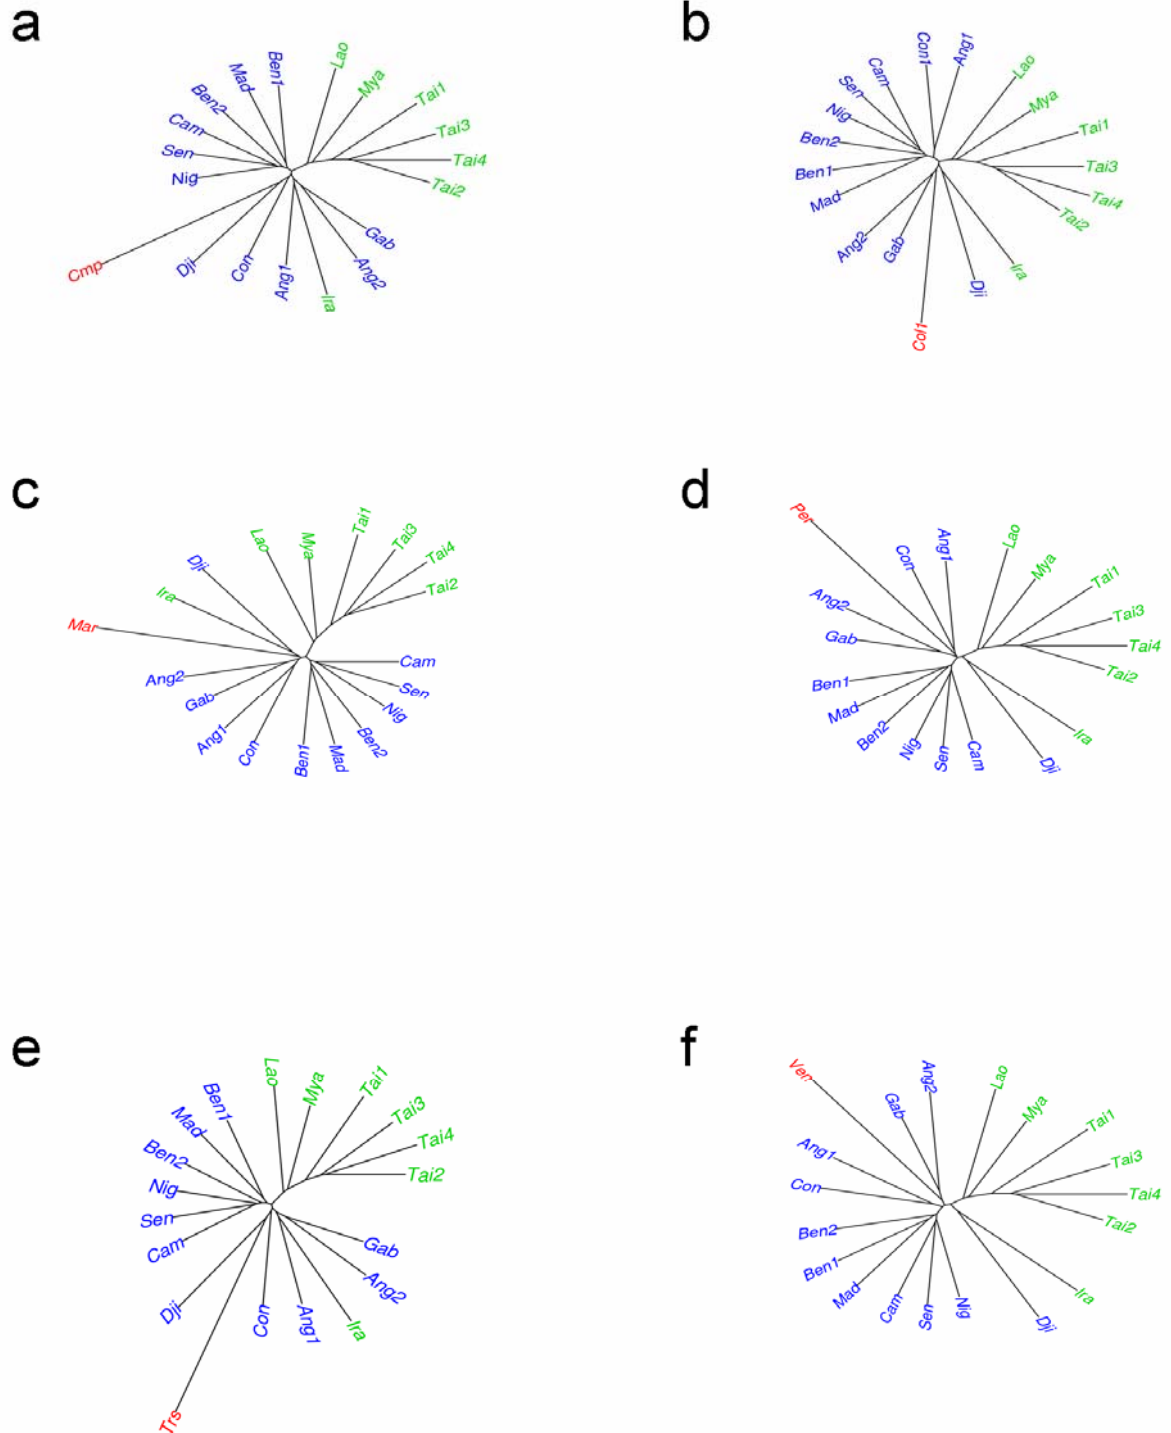 a
Lao
Ben1
Mad
Mya
Tai1
Ben2
Cam
Tai3
Sen
Tai4
Nig
Tai2
Gab
Cmp
Dji
Con
Ang1
Ira
Ang2
b
Con1
Ang1
Lao
Cam
Sen
Mya
Nig
Tai1
Ben2
Tai3
Ben1
Mad
Tai4
Tai2
Ang2
Gab
Ira
Dji
Col1
c
Tai1
Lao
Mya
Tai3
Tai4
Dji
Tai2
Ira
Mar
Cam
Ang2
Sen
Gab
Nig
Ang1
Con
Ben1
Mad
Ben2
d
Per
Ang1
Lao
Con
Mya
Tai1
Ang2
Tai3
Gab
Tai4
Ben1
Tai2
Mad
Ben2
Nig
Sen
Cam
Ira
Dji
e
Lao
Mya
Tai1
Ben1
Mad
Tai3
Tai4
Ben2
Tai2
Nig
Sen
Cam
Gab
Ang2
Dji
Con
Ang1
Ira
Trs
f
Ven
Ang2
Lao
Gab
Mya
Tai1
Ang1
Tai3
Con
Tai4
Ben2
Tai2
Ben1
Mad
Cam
Sen
Nig
Ira
Dji